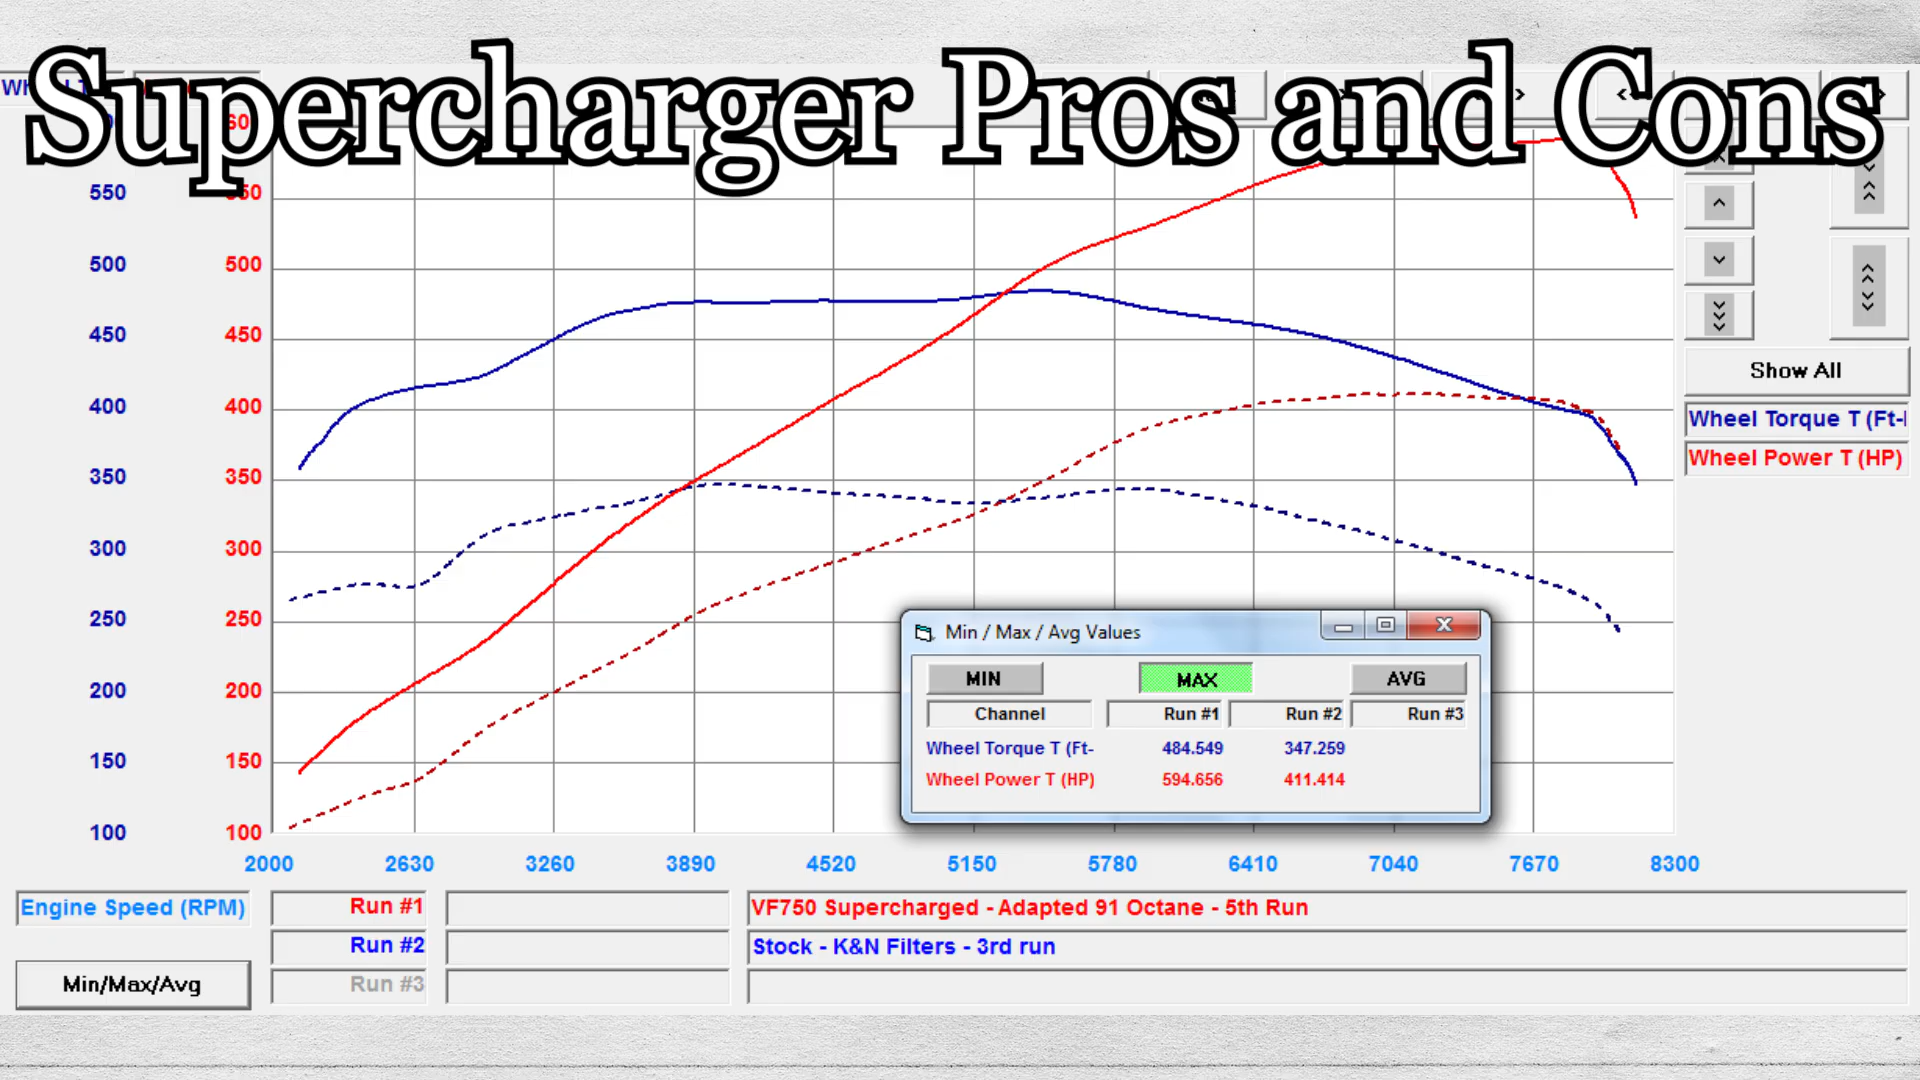 Supercharger Pros and Cons
550 550
500 500
450 450
400 400
350 350
300 300
250 250
200 200
150 150
100 100
Show All
Wheel Torque T (Ft-
Wheel Power T (HP)
Min / Max / Avg Values
MIN MAX AVG
Channel Run #1 Run #2 Run #3
Wheel Torque T (Ft- 484.549 347.259
Wheel Power T (HP) 594.656 411.414
2000 2630 3260 3890 4520 5150 5780 6410 7040 7670 8300
Engine Speed (RPM) Run #1 VF750 Supercharged - Adapted 91 Octane - 5th Run
Run #2 Stock - K&N Filters - 3rd run
Min/Max/Avg Run #3